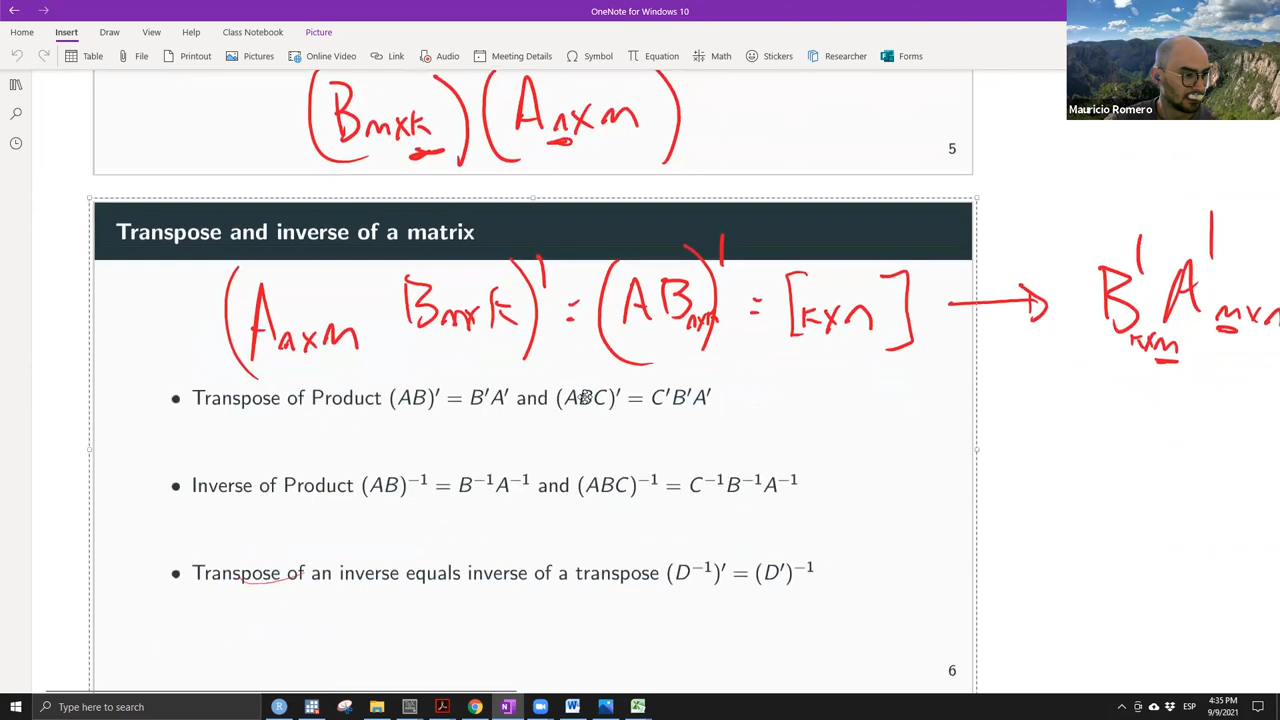 OneNote for Windows 10
Home Insert Draw View Help Class Notebook Picture
Table File Printout Pictures Online Video Link Audio Meeting Details Symbol Equation Math Stickers Researcher Forms
Mauricio Romero
(B m×k) (A n×m)
5
Transpose and inverse of a matrix
(A n×m B m×k)' = (AB n×k)' = [k×n] → B' k×m A' m×n
• Transpose of Product (AB)′ = B′A′ and (ABC)′ = C′B′A′
• Inverse of Product (AB)⁻¹ = B⁻¹A⁻¹ and (ABC)⁻¹ = C⁻¹B⁻¹A⁻¹
• Transpose of an inverse equals inverse of a transpose (D⁻¹)′ = (D′)⁻¹
6
Type here to search
ESP
4:35 PM
9/9/2021